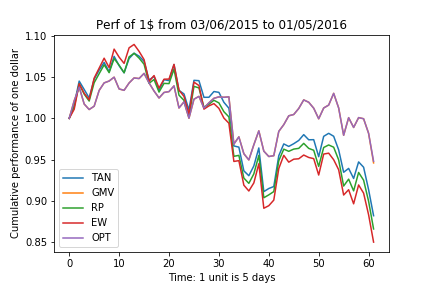 Perf of 1$ from 03/06/2015 to 01/05/2016
Cumulative performance of one dollar
1.10
1.05
1.00
0.95
0.90
0.85
TAN
GMV
RP
EW
OPT
0 10 20 30 40 50 60
Time: 1 unit is 5 days